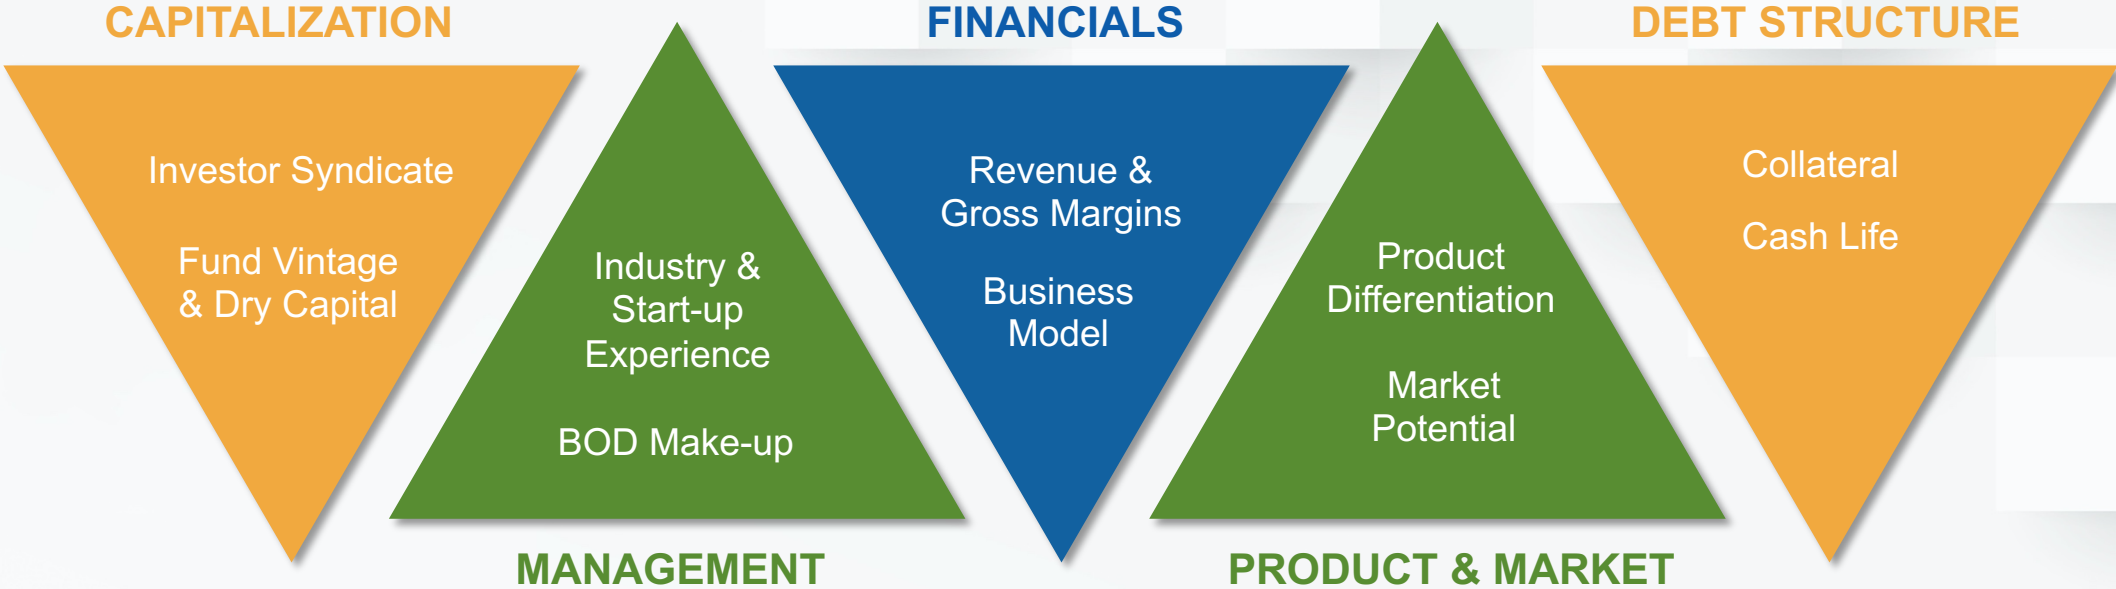 CAPITALIZATION
Investor Syndicate
Fund Vintage
& Dry Capital
Industry &
Start-up
Experience
BOD Make-up
MANAGEMENT
FINANCIALS
Revenue &
Gross Margins
Business
Model
Product
Differentiation
Market
Potential
PRODUCT & MARKET
DEBT STRUCTURE
Collateral
Cash Life